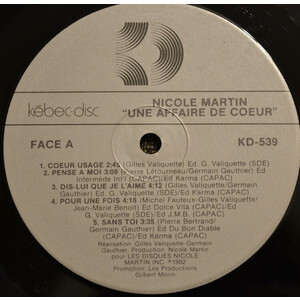 kébec-disc
NICOLE MARTIN
"UNE AFFAIRE DE COEUR"
FACE A
KD-539
1. COEUR USAGE 2:45 (Gilles Valiquette) Ed. G. Valiquette (SDE)
2. PENSE A MOI 3:09 (Pierre Létourneau/Germain Gauthier) Ed
Intermède Int'l (CAPAC)/Ed Karma (CAPAC)
3. DIS-LUI QUE JE L'AIME 4:12 (Gilles Valiquette/Germain
Gauthier) Ed. G. Valiquette (SDE)/Ed Karma (CAPAC)
4. POUR UNE FOIS 4:18 (Michel Fauteux-Gilles Valiquette/
Jean-Marie Benoit) Ed Dolce Vita (CAPAC)/Ed
G. Valiquette (SDE)/Ed J.M.B. (CAPAC)
5. SANS TOI 3:35 (Pierre Bertrand/
Germain Gauthier) Ed Du Bon Diable
(CAPAC)/Ed Karma (CAPAC)
Réalisation: Gilles Valiquette-Germain
Gauthier. Production: Nicole Martin
pour LES DISQUES NICOLE
MARTIN INC. ℗1982
Promotion: Les Productions
Gilbert Morin